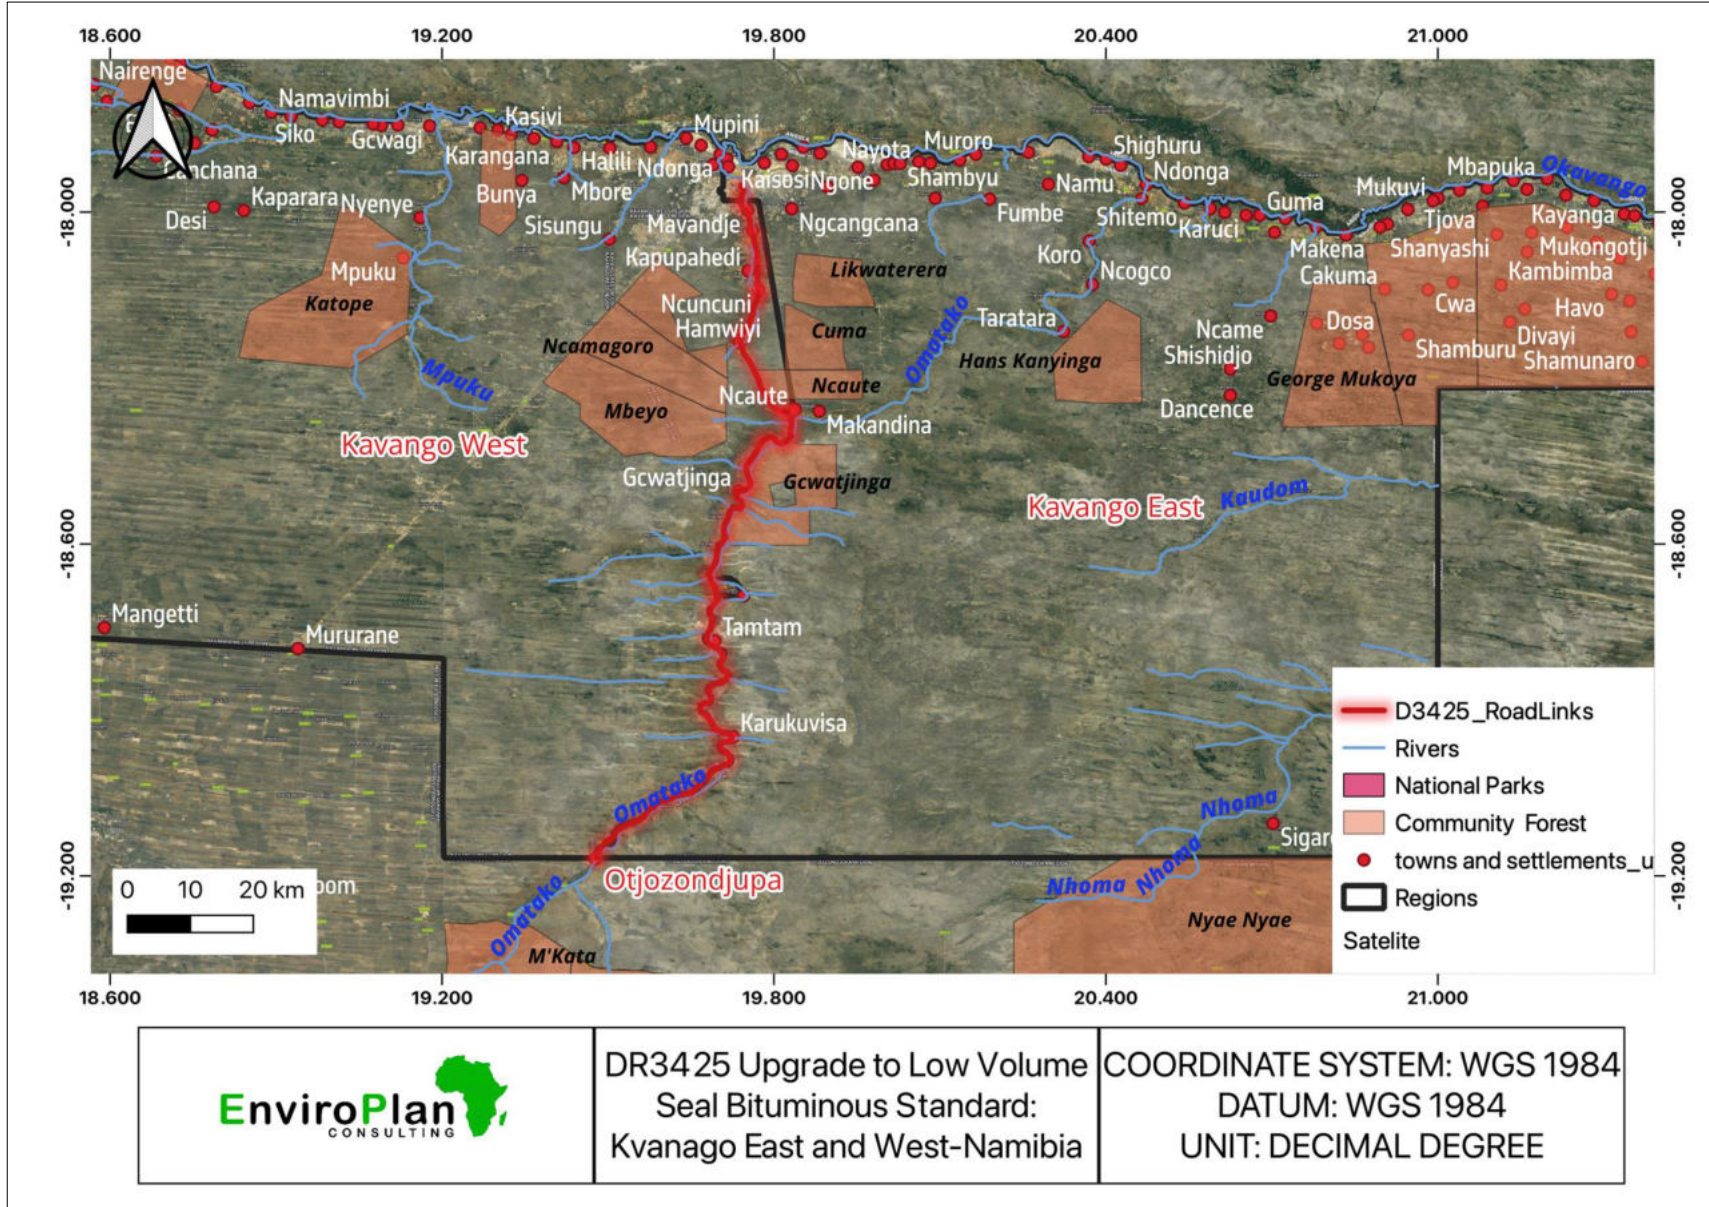 18.600 19.200 19.800 20.400 21.000
Nairenge
Namavimbi
Siko
Gcwagi
Kasivi
Karangana
Bunya
Halili
Mbore
Ndonga
Mupini
Kaisosi
Nayota
Ngone
Muroro
Shambyu
Shighuru
Ndonga
Namu
Fumbe
Shitemo
Karuci
Guma
Mukuvi
Mbapuka
Okavango
Kaparara
Desi
Nyenye
Sisungu
Mavandje
Ngcangcana
Koro
Ncogco
Makena
Cakuma
Tjova
Shanyashi
Kayanga
Mukongotji
Kambimba
Mpuku
Katope
Kapupahedi
Likwaterera
Ncuncuni
Hamwiyi
Ncamagoro
Cuma
Omatako
Taratara
Hans Kanyinga
Ncame
Shishidjo
Dosa
Cwa
Havo
Divayi
Shamburu
Shamunaro
George Mukoya
Dancence
Mpuku
Mbeyo
Ncaute
Ncaute
Makandina
Kavango West
Gcwatjinga
Gcwatjinga
Kavango East
Kaudom
Mangetti
Mururane
Tamtam
Karukuvisa
Omatako
Otjozondjupa
Omatako
M'Kata
Nhoma
Nhoma
Nhoma
Nyae Nyae
-18.000
-18.600
-19.200
-18.000
-18.600
-19.200
0 10 20 km
D3425_RoadLinks
Rivers
National Parks
Community Forest
towns and settlements_u
Regions
Satelite
18.600 19.200 19.800 20.400 21.000
EnviroPlan
CONSULTING
DR3425 Upgrade to Low Volume
Seal Bituminous Standard:
Kvanago East and West-Namibia
COORDINATE SYSTEM: WGS 1984
DATUM: WGS 1984
UNIT: DECIMAL DEGREE